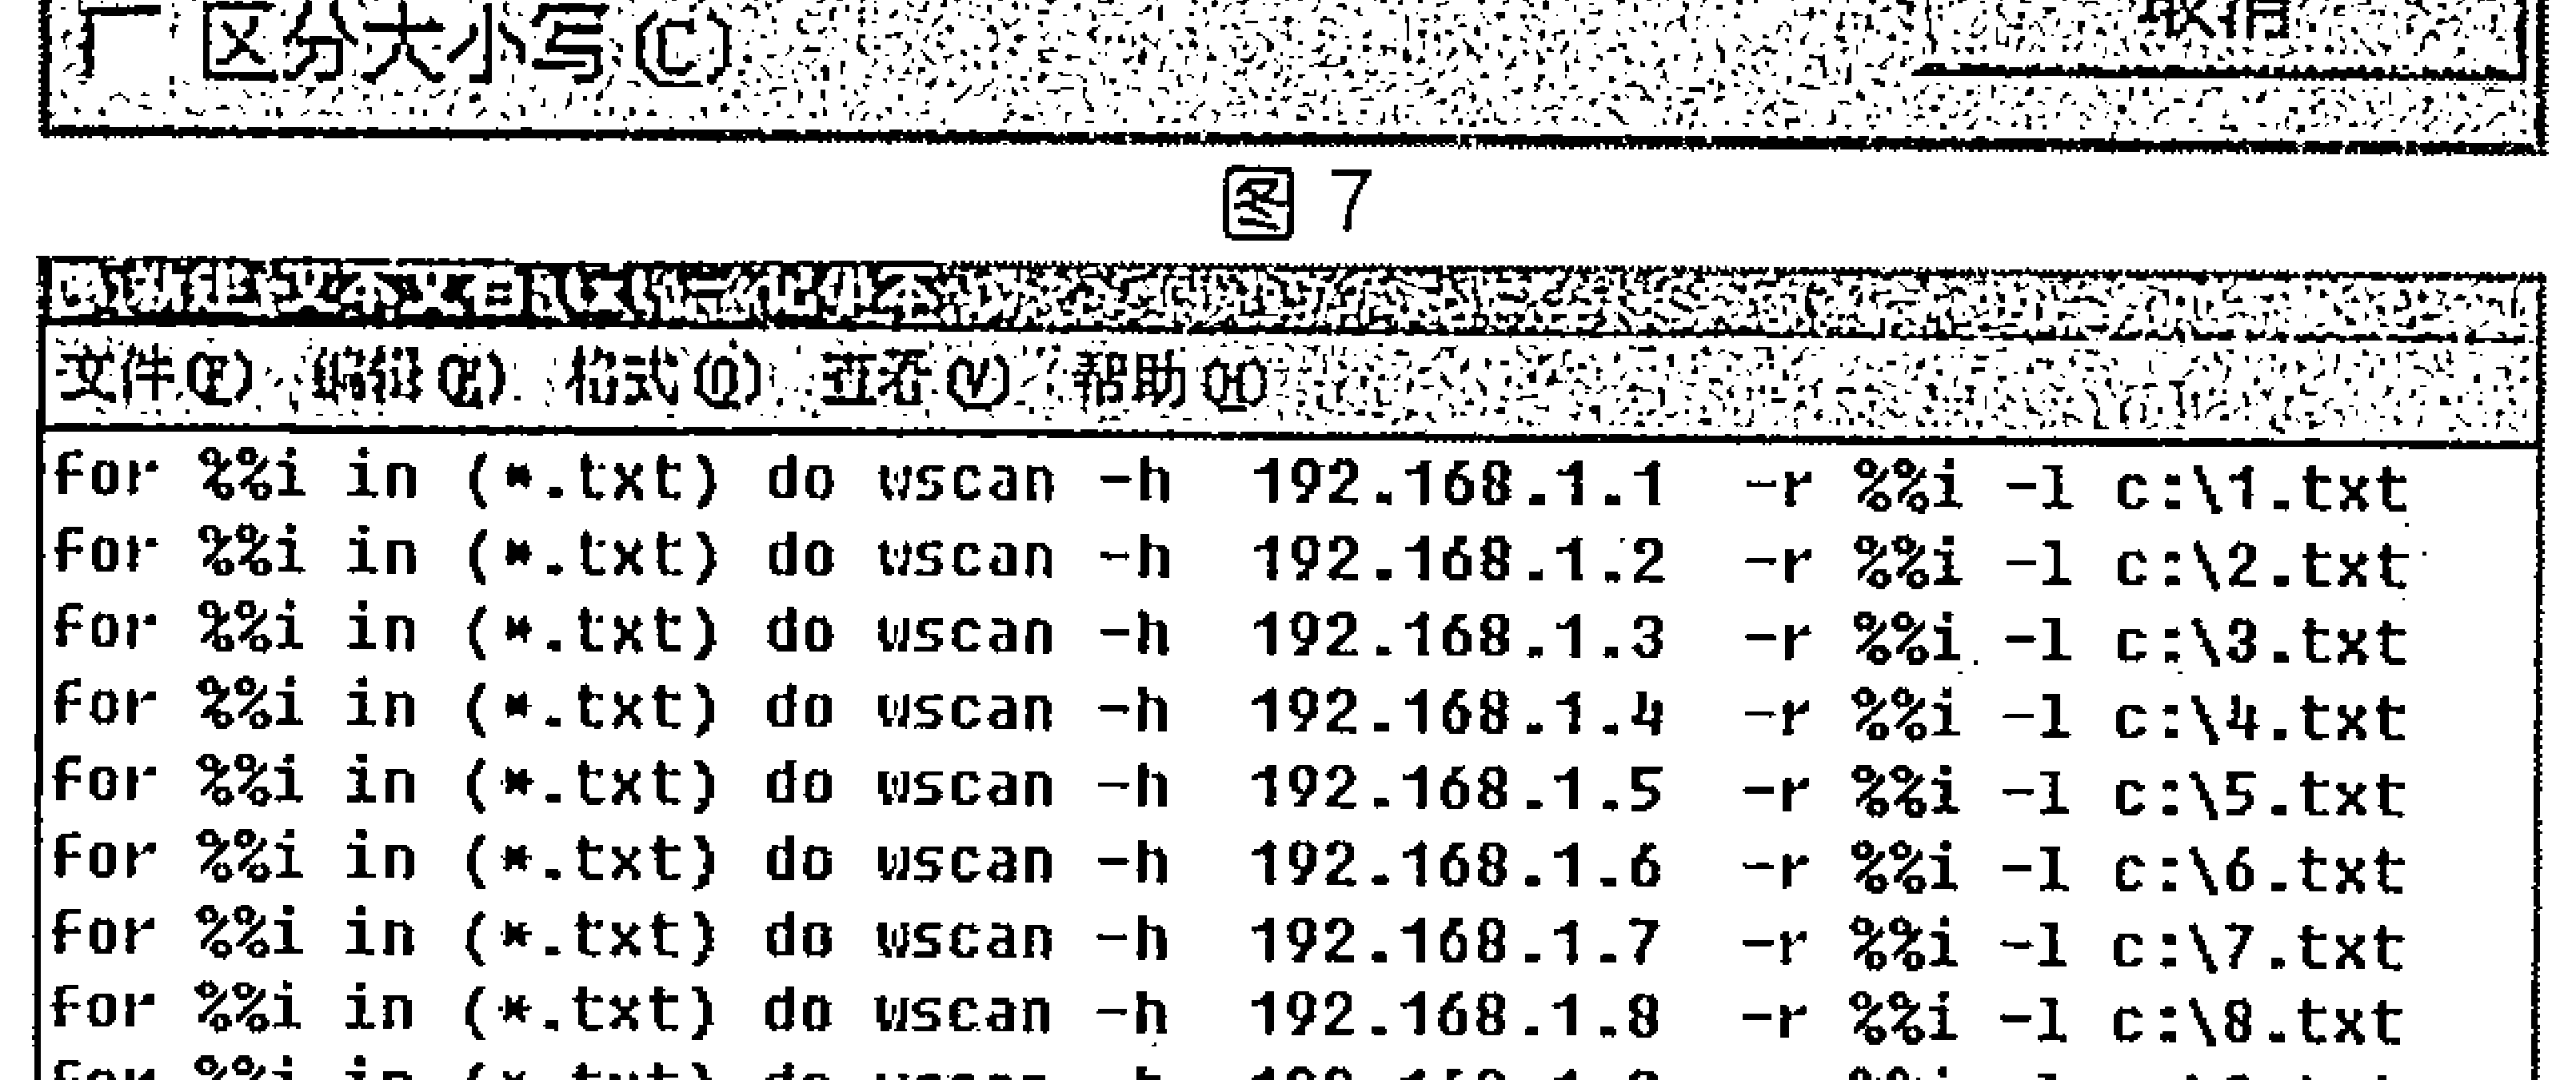 区分大小写(C)
取消
图 7
文件(F) 编辑(E) 格式(O) 查看(V) 帮助(H)
for %%i in (*.txt) do wscan -h  192.168.1.1  -r %%i -l c:\1.txt
for %%i in (*.txt) do wscan -h  192.168.1.2  -r %%i -l c:\2.txt
for %%i in (*.txt) do wscan -h  192.168.1.3  -r %%i -l c:\3.txt
for %%i in (*.txt) do wscan -h  192.168.1.4  -r %%i -l c:\4.txt
for %%i in (*.txt) do wscan -h  192.168.1.5  -r %%i -l c:\5.txt
for %%i in (*.txt) do wscan -h  192.168.1.6  -r %%i -l c:\6.txt
for %%i in (*.txt) do wscan -h  192.168.1.7  -r %%i -l c:\7.txt
for %%i in (*.txt) do wscan -h  192.168.1.8  -r %%i -l c:\8.txt